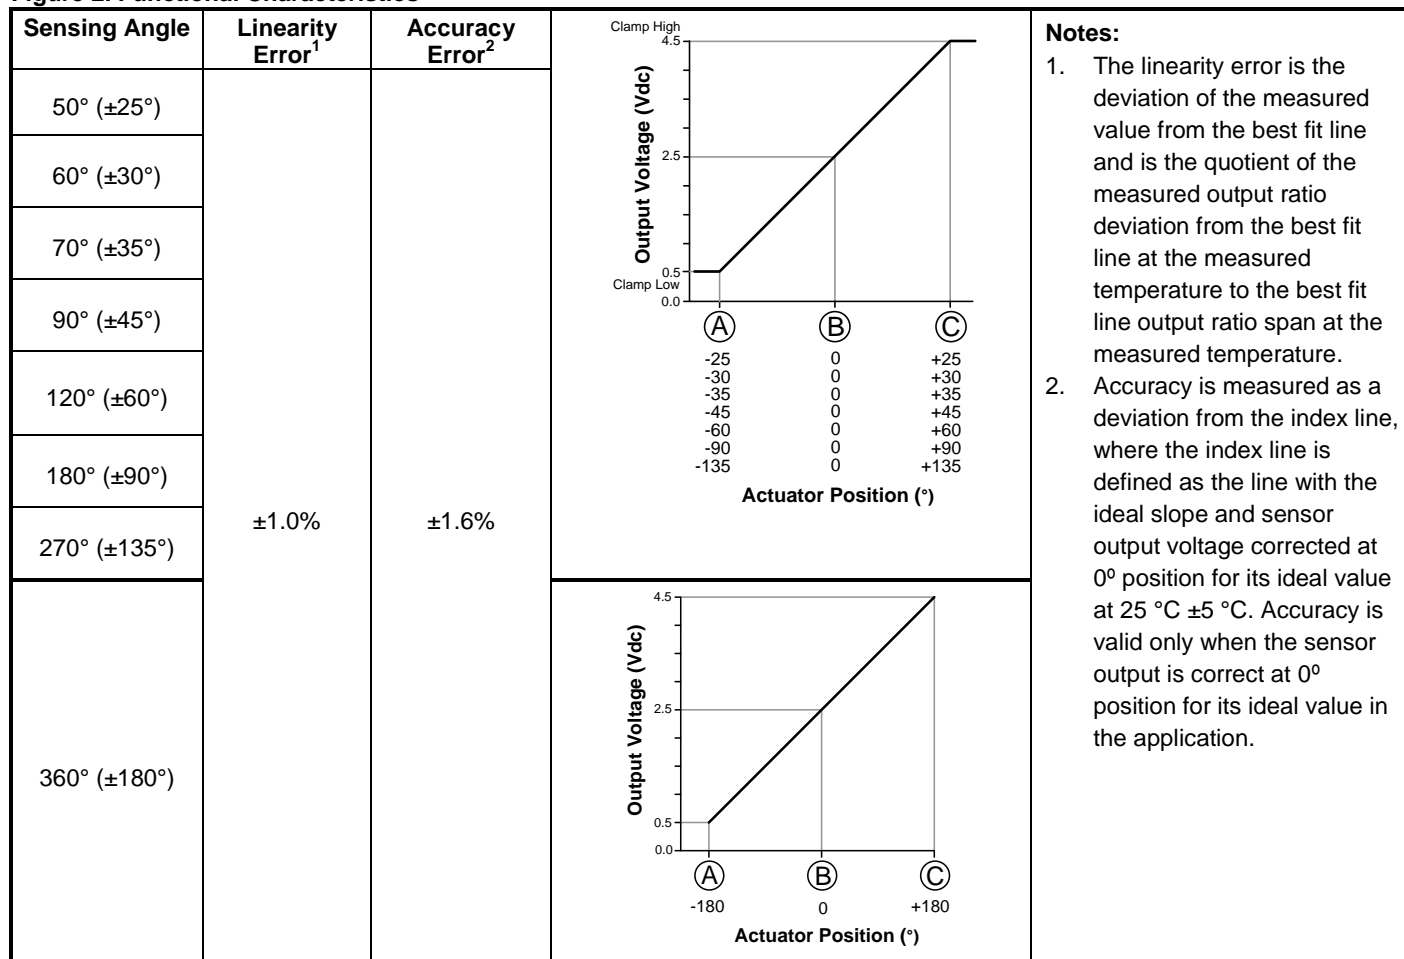 Sensing Angle
Linearity
Error1
Accuracy
Error2
50° (±25°)
60° (±30°)
70° (±35°)
90° (±45°)
120° (±60°)
180° (±90°)
270° (±135°)
360° (±180°)
±1.0%
±1.6%
Clamp High
4.5
2.5
0.5
Clamp Low
0.0
Output Voltage (Vdc)
A B C
-25 0 +25
-30 0 +30
-35 0 +35
-45 0 +45
-60 0 +60
-90 0 +90
-135 0 +135
Actuator Position (°)
4.5
2.5
0.5
0.0
Output Voltage (Vdc)
A B C
-180 0 +180
Actuator Position (°)
Notes:
1. The linearity error is the
deviation of the measured
value from the best fit line
and is the quotient of the
measured output ratio
deviation from the best fit
line at the measured
temperature to the best fit
line output ratio span at the
measured temperature.
2. Accuracy is measured as a
deviation from the index line,
where the index line is
defined as the line with the
ideal slope and sensor
output voltage corrected at
0º position for its ideal value
at 25 °C ±5 °C. Accuracy is
valid only when the sensor
output is correct at 0º
position for its ideal value in
the application.